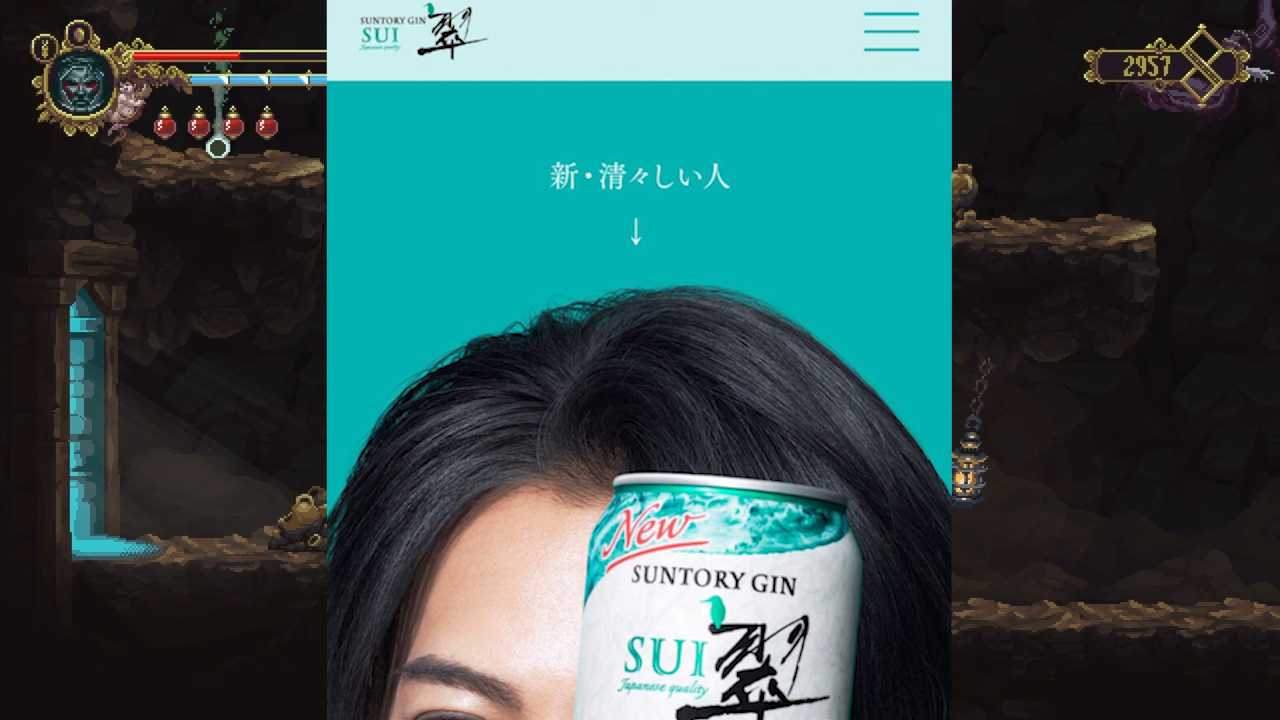 SUNTORY GIN
SUI
Japanese quality
翠
2957
新・清々しい人
↓
New
SUNTORY GIN
SUI
Japanese quality
翠